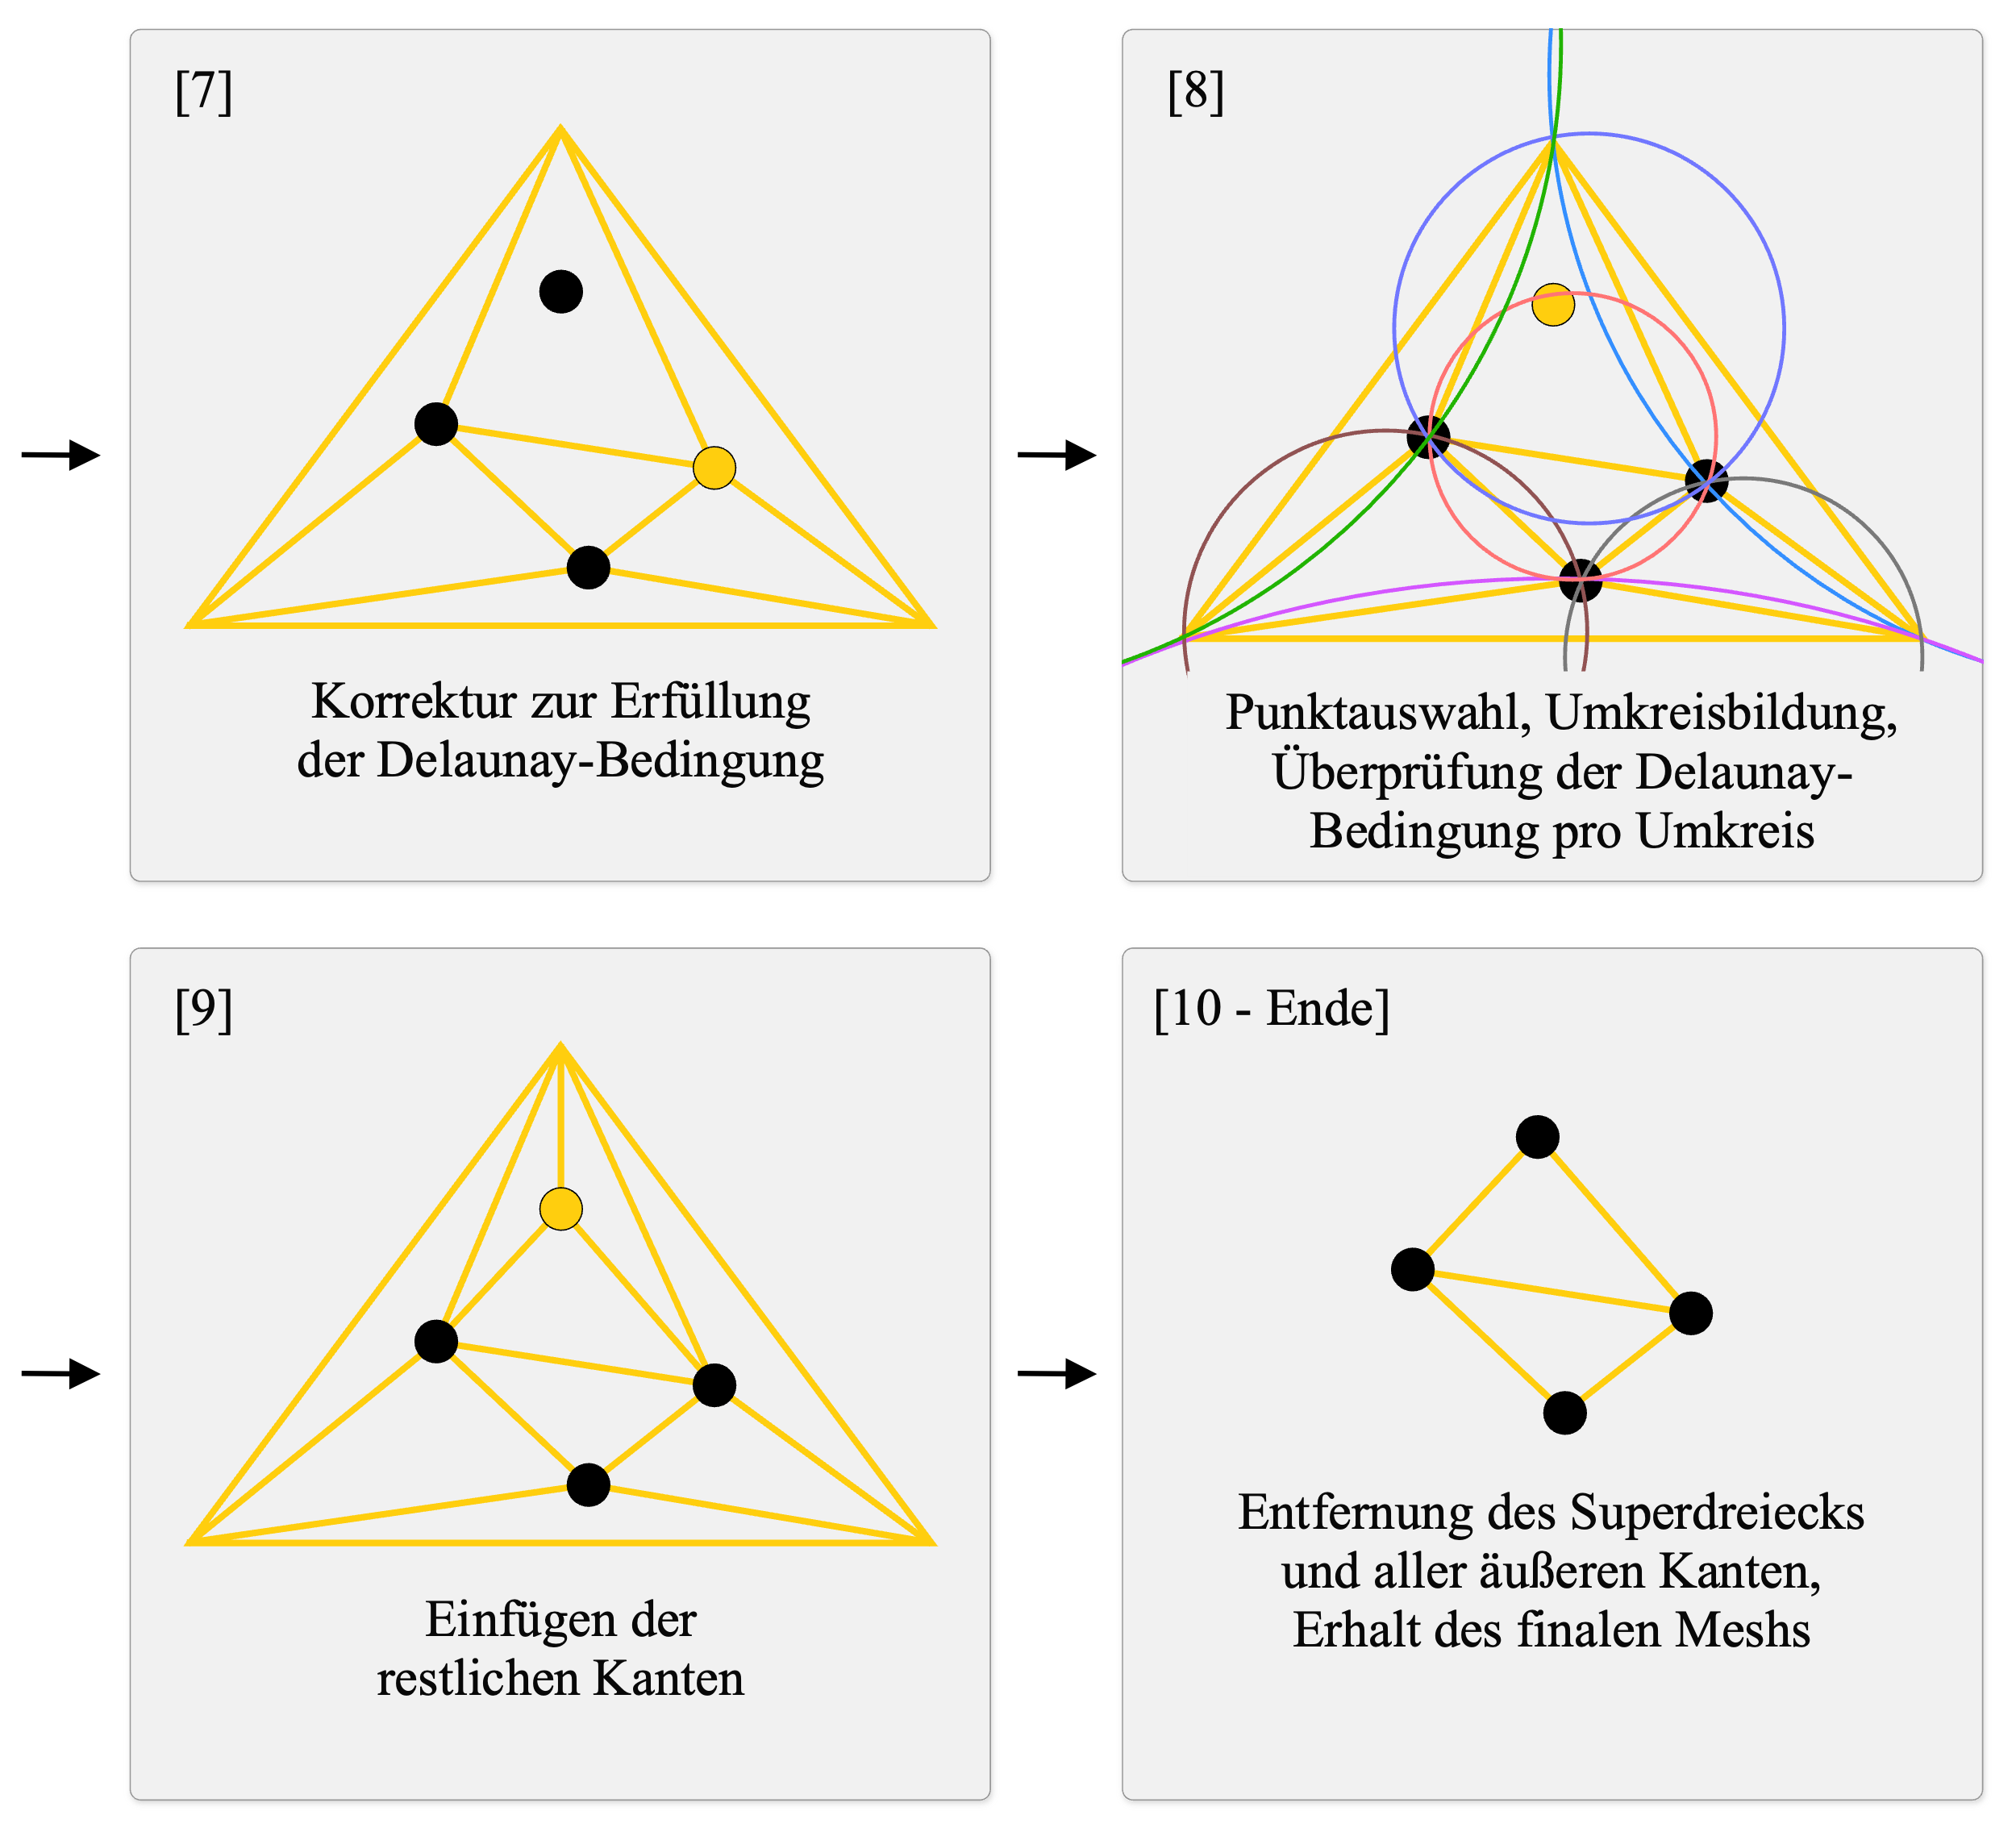 [7]
Korrektur zur Erfüllung
der Delaunay-Bedingung
[8]
Punktauswahl, Umkreisbildung,
Überprüfung der Delaunay-
Bedingung pro Umkreis
[9]
Einfügen der
restlichen Kanten
[10 - Ende]
Entfernung des Superdreiecks
und aller äußeren Kanten,
Erhalt des finalen Meshs